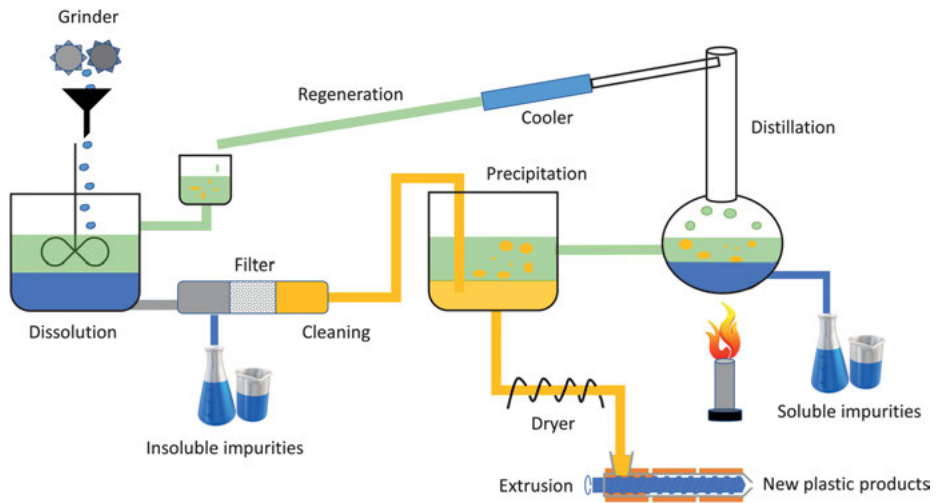 Grinder
Regeneration
Cooler
Distillation
Precipitation
Filter
Dissolution
Cleaning
Insoluble impurities
Dryer
Soluble impurities
Extrusion
New plastic products